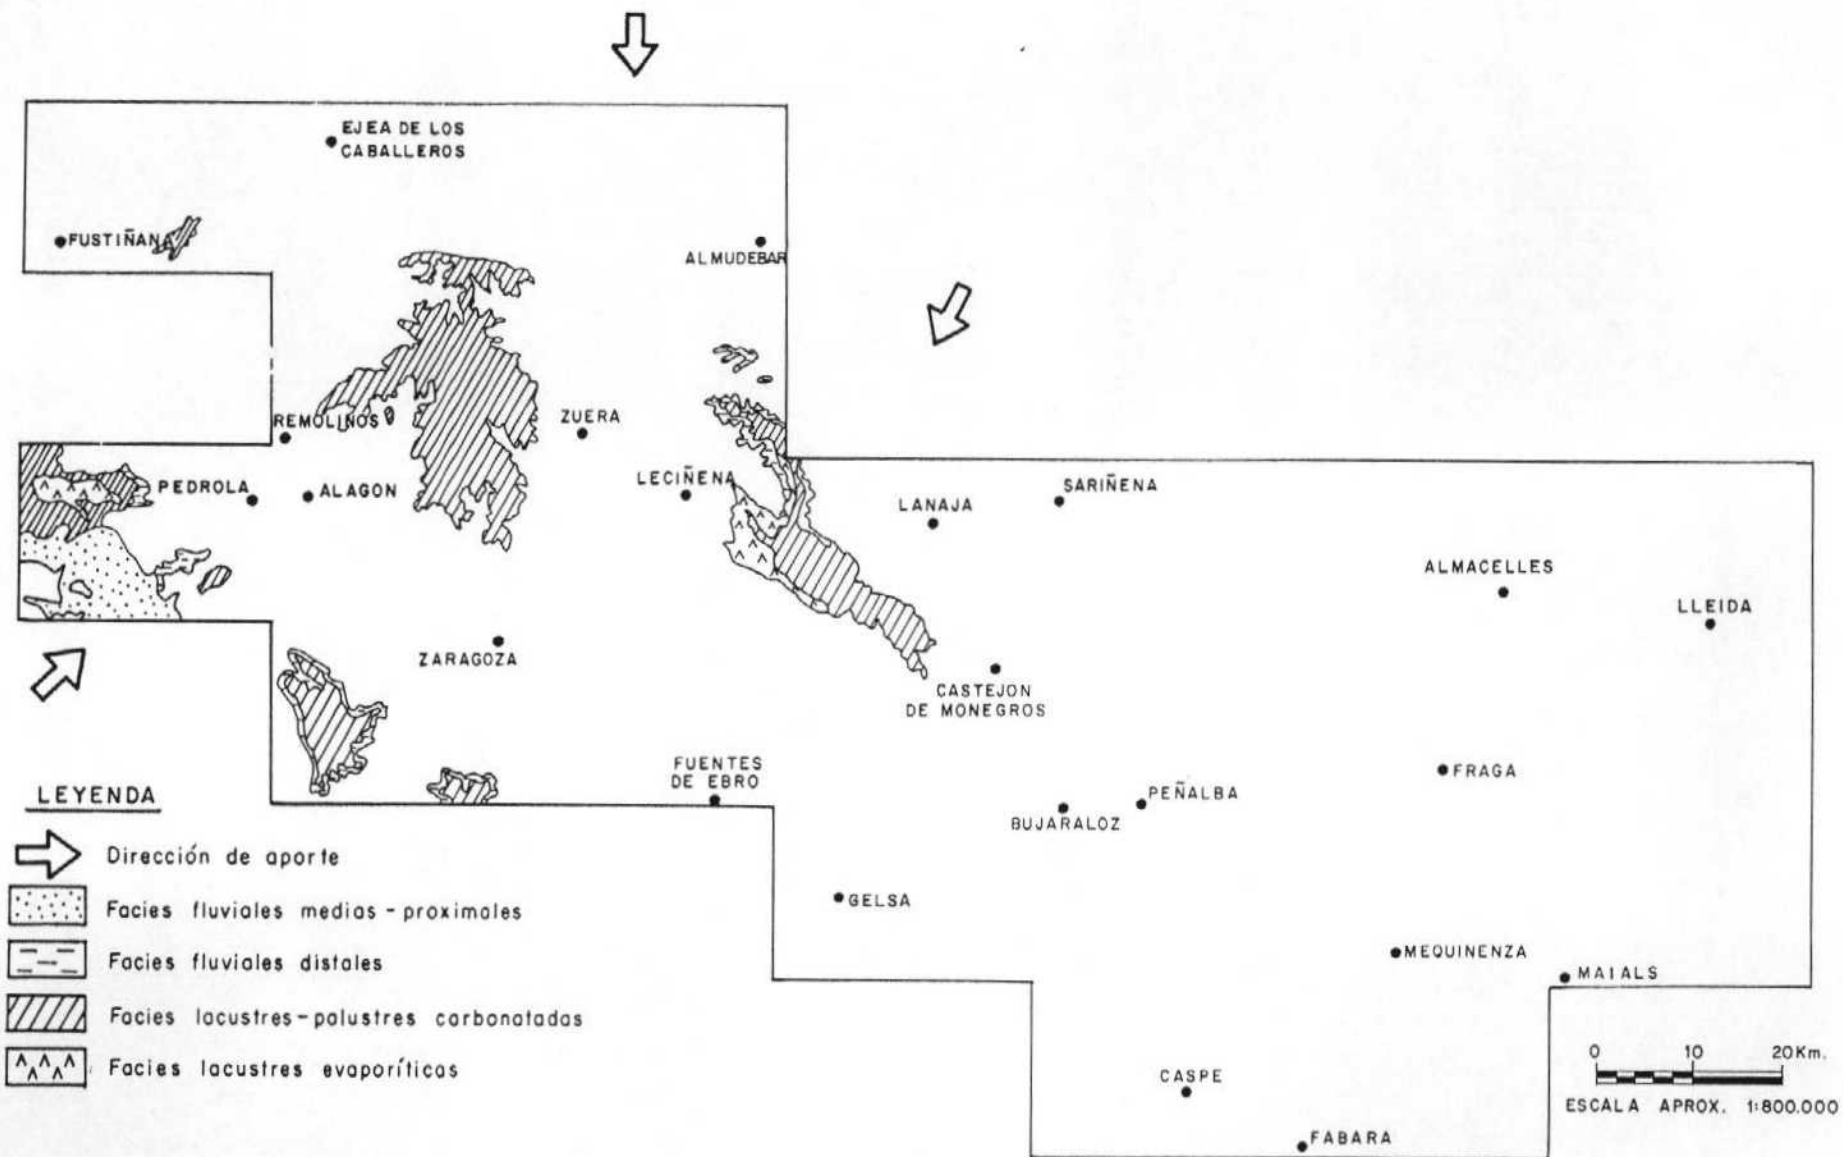 EJEA DE LOS
CABALLEROS
FUSTIÑANA
ALMUDEBAR
REMOLINOS
ZUERA
PEDROLA
ALAGON
LECIÑENA
LANAJA
SARIÑENA
ALMACELLES
LLEIDA
ZARAGOZA
CASTEJON
DE MONEGROS
FUENTES
DE EBRO
FRAGA
PEÑALBA
BUJARALOZ
GELSA
MEQUINENZA
MAIALS
CASPE
FABARA
LEYENDA
Dirección de aporte
Facies fluviales medias - proximales
Facies fluviales distales
Facies lacustres-palustres carbonatadas
Facies lacustres evaporíticas
0 10 20Km.
ESCALA APROX. 1:800.000